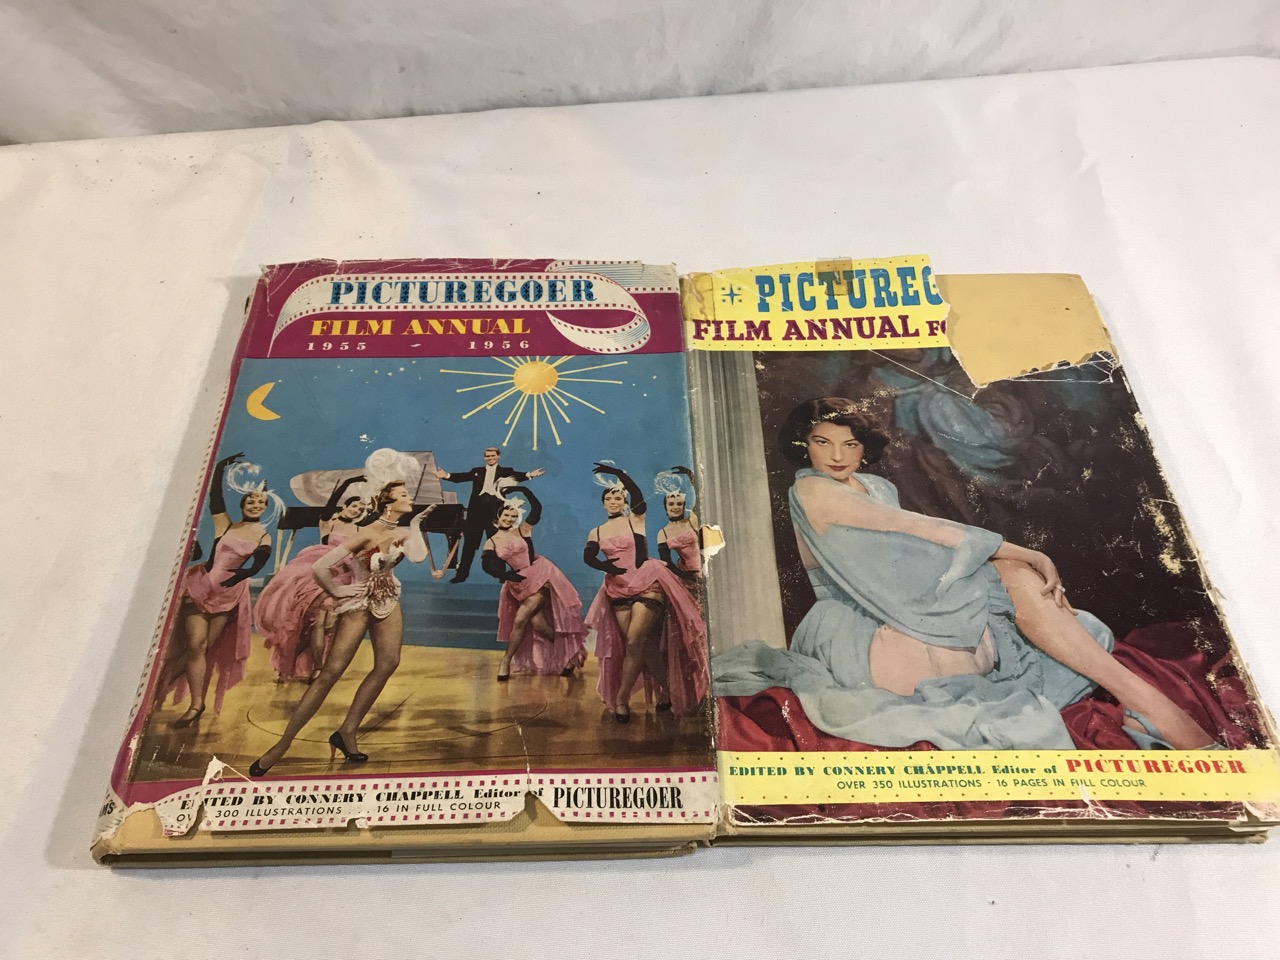 PICTUREGOER
FILM ANNUAL
1955 - 1956
EDITED BY CONNERY CHAPPELL Editor of PICTUREGOER
300 ILLUSTRATIONS 16 IN FULL COLOUR
PICTUREG
FILM ANNUAL FO
EDITED BY CONNERY CHAPPELL Editor of PICTUREGOER
OVER 350 ILLUSTRATIONS · 16 PAGES IN FULL COLOUR